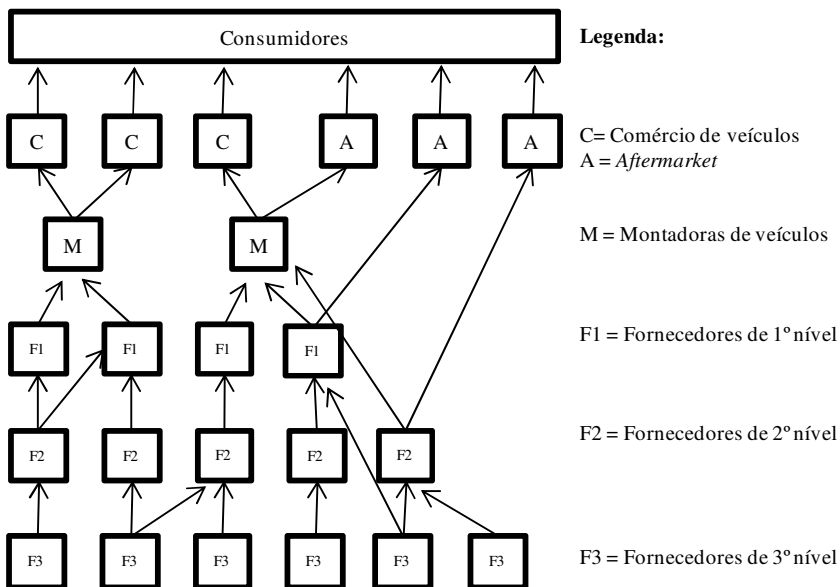 Consumidores
Legenda:
C C C A A A
C= Comércio de veículos
A = Aftermarket
M M
M = Montadoras de veículos
F1 F1 F1 F1
F1 = Fornecedores de 1º nível
F2 F2 F2 F2 F2
F2 = Fornecedores de 2º nível
F3 F3 F3 F3 F3 F3
F3 = Fornecedores de 3º nível